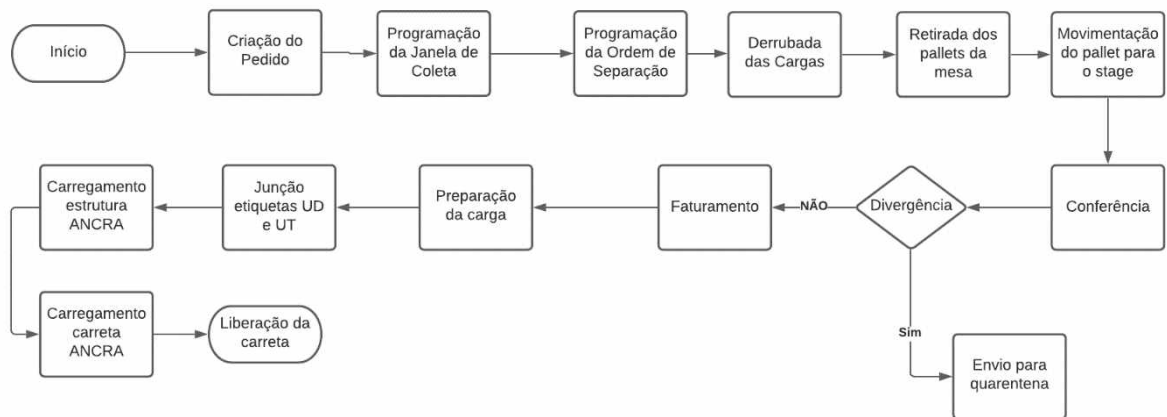 Início
Criação do
Pedido
Programação
da Janela de
Coleta
Programação
da Ordem de
Separação
Derrubada
das Cargas
Retirada dos
pallets da
mesa
Movimentação
do pallet para
o stage
Conferência
Divergência
NÃO
Faturamento
Preparação
da carga
Junção
etiquetas UD
e UT
Carregamento
estrutura
ANCRA
Carregamento
carreta
ANCRA
Liberação da
carreta
Sim
Envio para
quarentena